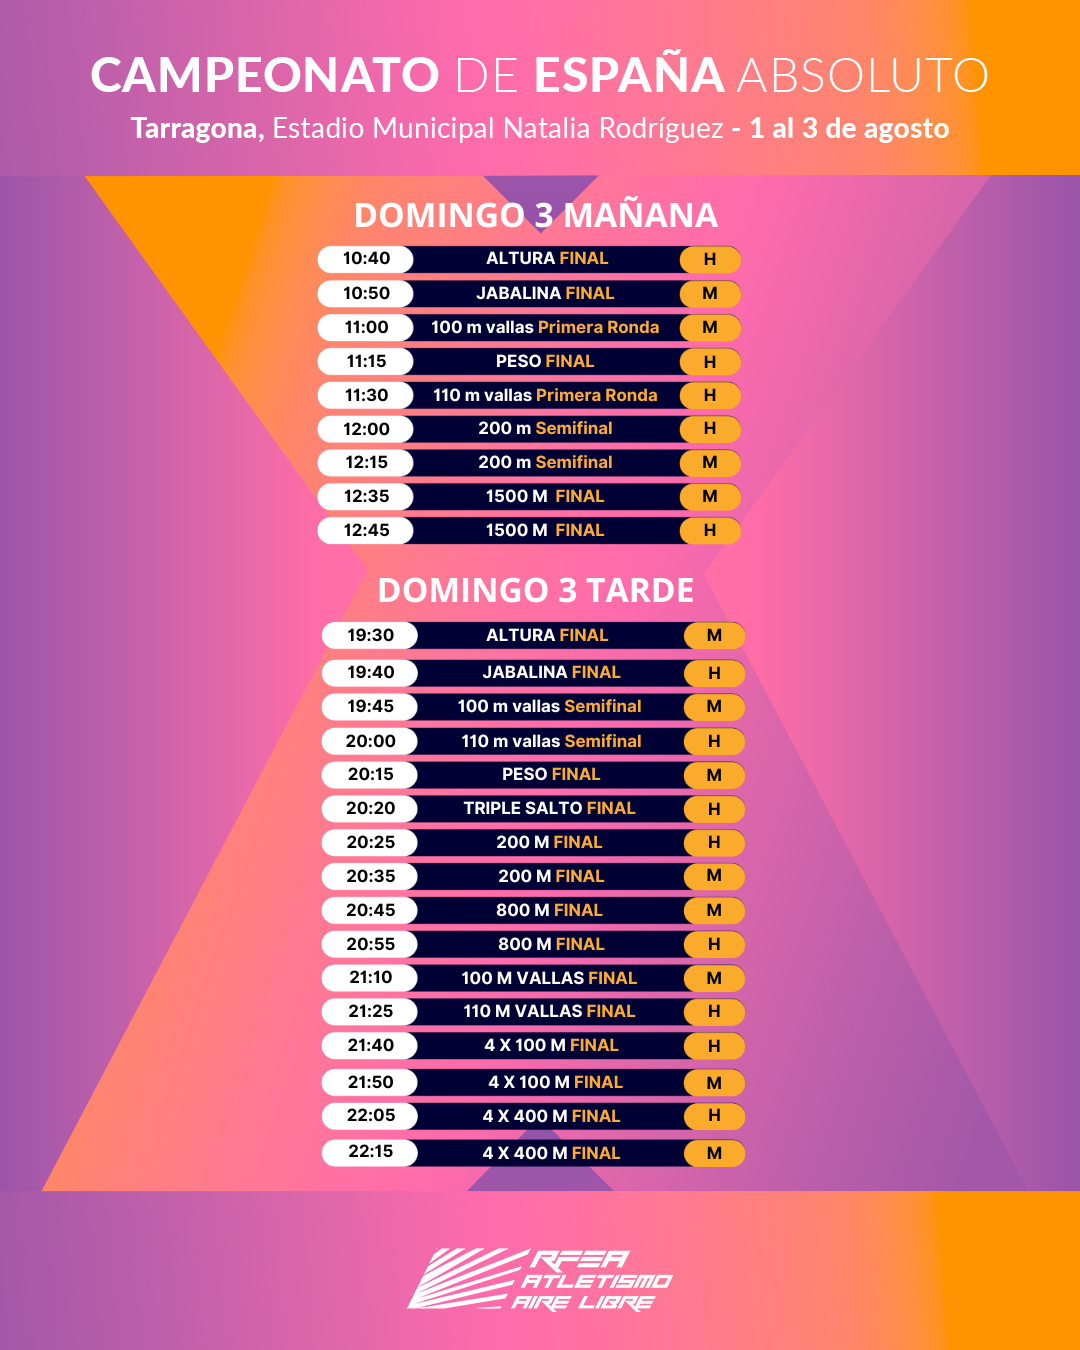 CAMPEONATO DE ESPAÑA ABSOLUTO
Tarragona, Estadio Municipal Natalia Rodríguez - 1 al 3 de agosto
DOMINGO 3 MAÑANA
10:40 ALTURA FINAL H
10:50 JABALINA FINAL M
11:00 100 m vallas Primera Ronda M
11:15 PESO FINAL H
11:30 110 m vallas Primera Ronda H
12:00 200 m Semifinal H
12:15 200 m Semifinal M
12:35 1500 M FINAL M
12:45 1500 M FINAL H
DOMINGO 3 TARDE
19:30 ALTURA FINAL M
19:40 JABALINA FINAL H
19:45 100 m vallas Semifinal M
20:00 110 m vallas Semifinal H
20:15 PESO FINAL M
20:20 TRIPLE SALTO FINAL H
20:25 200 M FINAL H
20:35 200 M FINAL M
20:45 800 M FINAL M
20:55 800 M FINAL H
21:10 100 M VALLAS FINAL M
21:25 110 M VALLAS FINAL H
21:40 4 X 100 M FINAL H
21:50 4 X 100 M FINAL M
22:05 4 X 400 M FINAL H
22:15 4 X 400 M FINAL M
RFEA
ATLETISMO
AIRE LIBRE